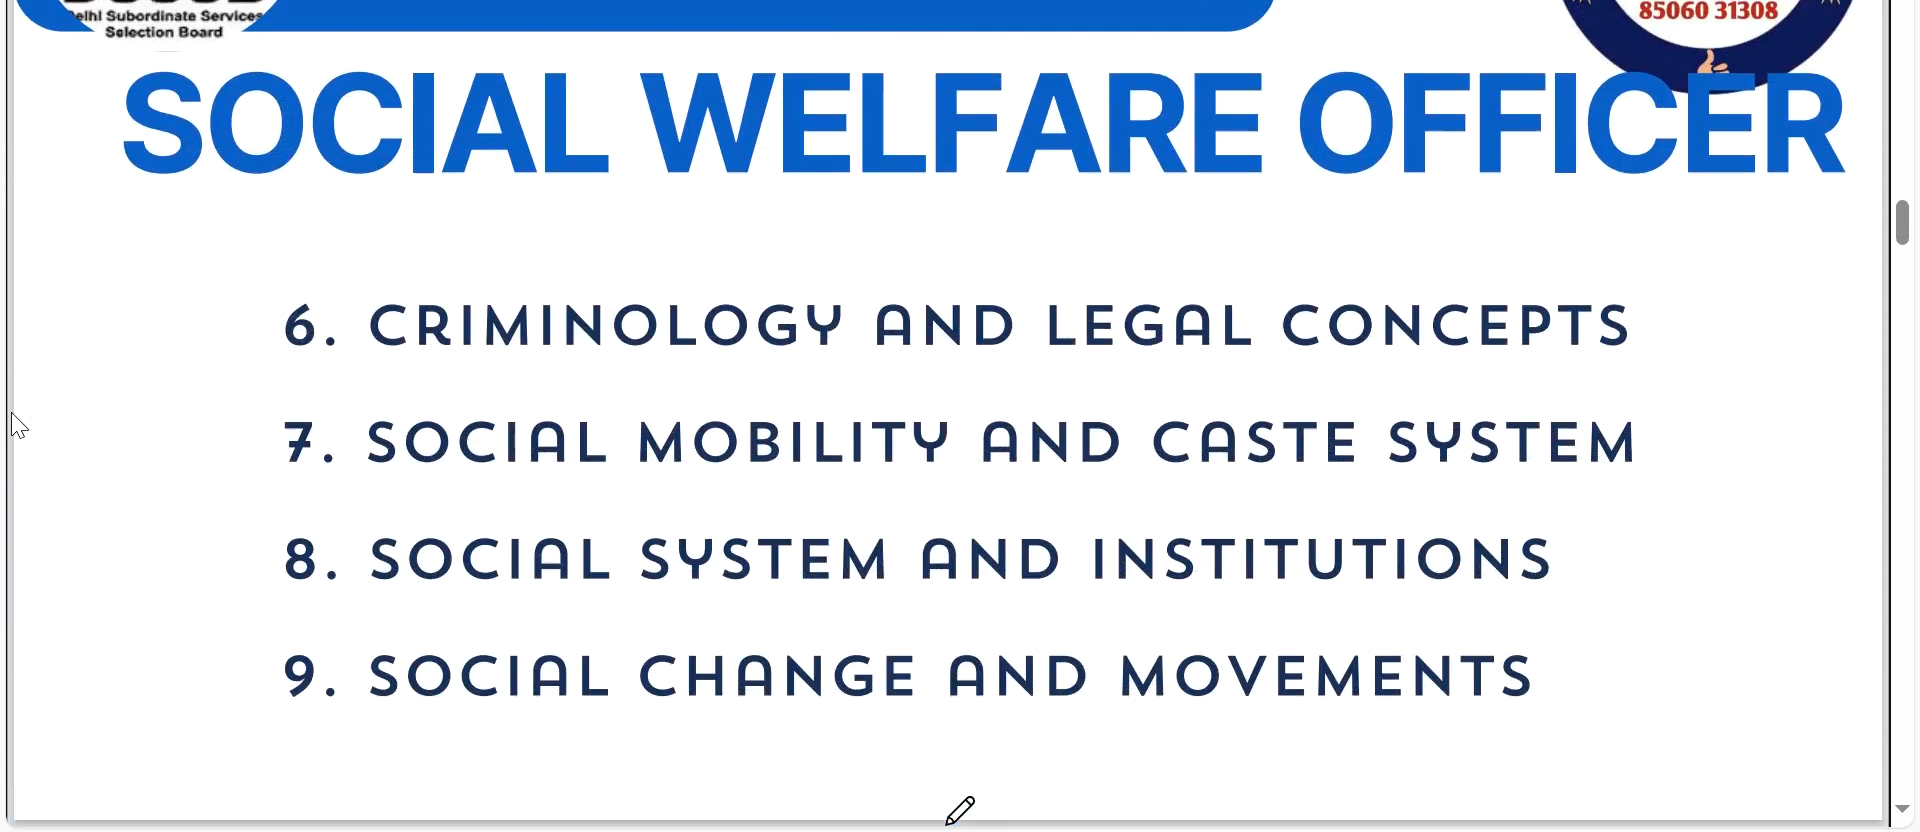 85060 31308
elhi Subordinate Services
Selection Board
SOCIAL WELFARE OFFICER
6. CRIMINOLOGY AND LEGAL CONCEPTS
7. SOCIAL MOBILITY AND CASTE SYSTEM
8. SOCIAL SYSTEM AND INSTITUTIONS
9. SOCIAL CHANGE AND MOVEMENTS